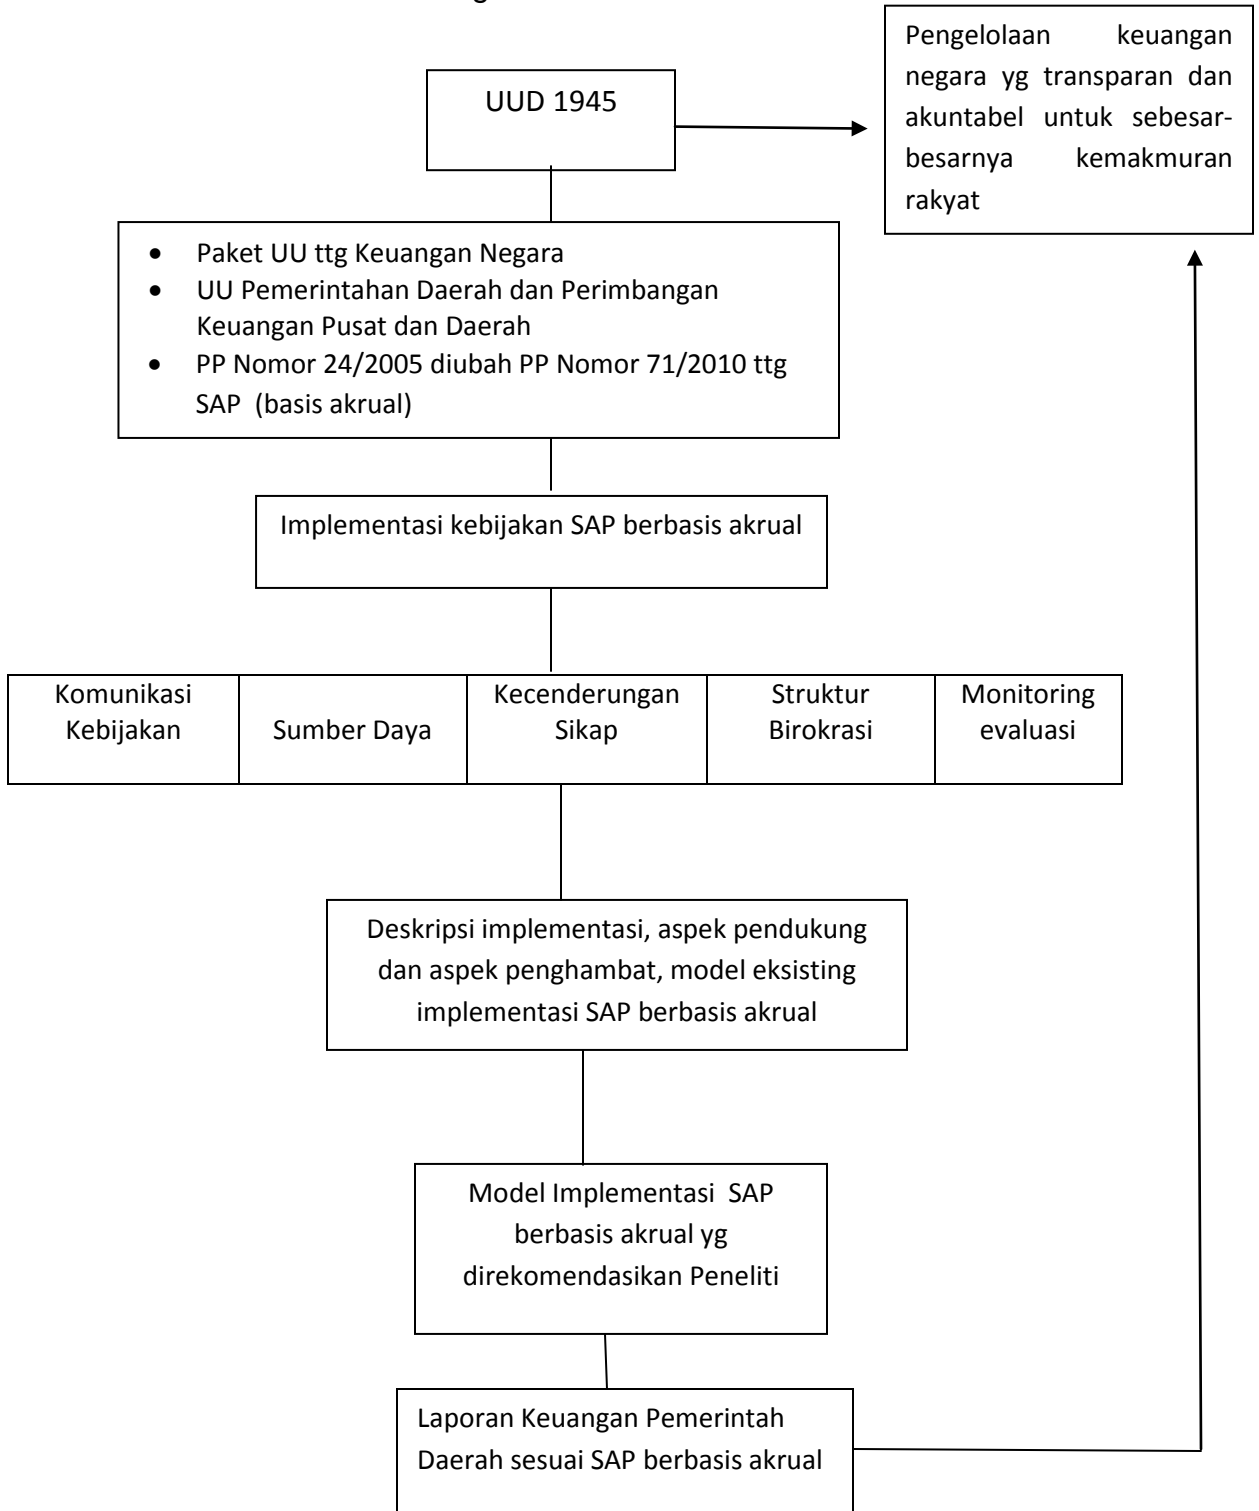 UUD 1945
Pengelolaan keuangan
negara yg transparan dan
akuntabel untuk sebesar-
besarnya kemakmuran
rakyat
• Paket UU ttg Keuangan Negara
• UU Pemerintahan Daerah dan Perimbangan
Keuangan Pusat dan Daerah
• PP Nomor 24/2005 diubah PP Nomor 71/2010 ttg
SAP (basis akrual)
Implementasi kebijakan SAP berbasis akrual
Komunikasi
Kebijakan
Sumber Daya
Kecenderungan
Sikap
Struktur
Birokrasi
Monitoring
evaluasi
Deskripsi implementasi, aspek pendukung
dan aspek penghambat, model eksisting
implementasi SAP berbasis akrual
Model Implementasi SAP
berbasis akrual yg
direkomendasikan Peneliti
Laporan Keuangan Pemerintah
Daerah sesuai SAP berbasis akrual